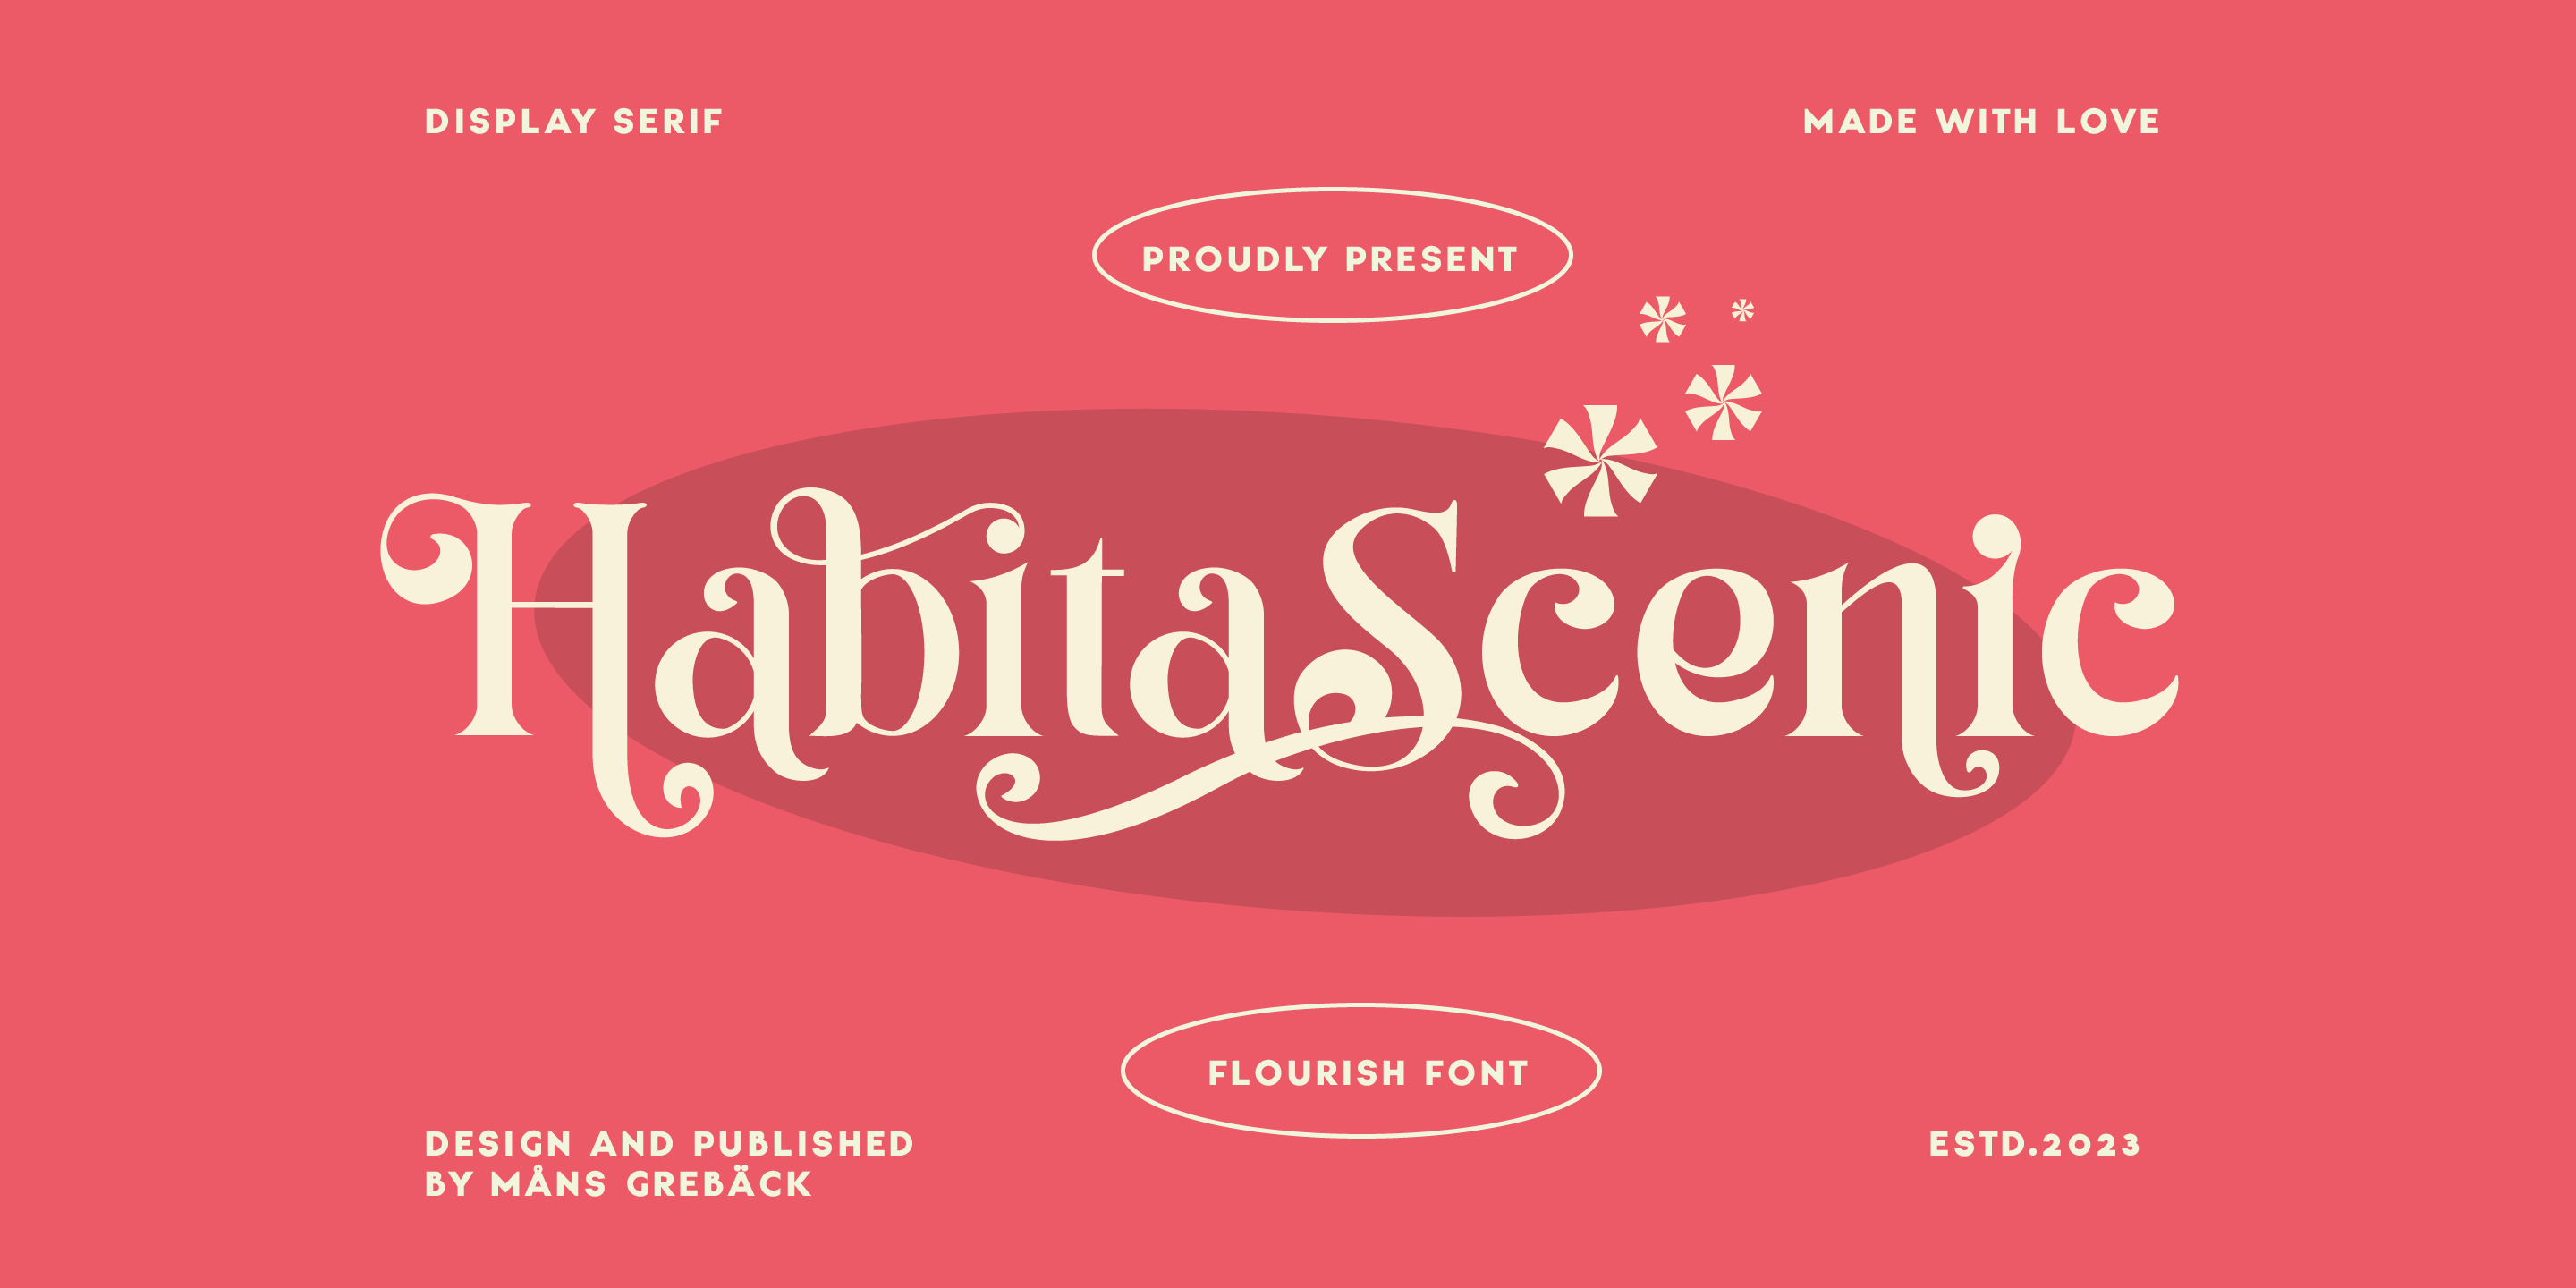 DISPLAY SERIF
MADE WITH LOVE
PROUDLY PRESENT
HabitaScenic
FLOURISH FONT
DESIGN AND PUBLISHED
BY MÅNS GREBÄCK
ESTD.2023